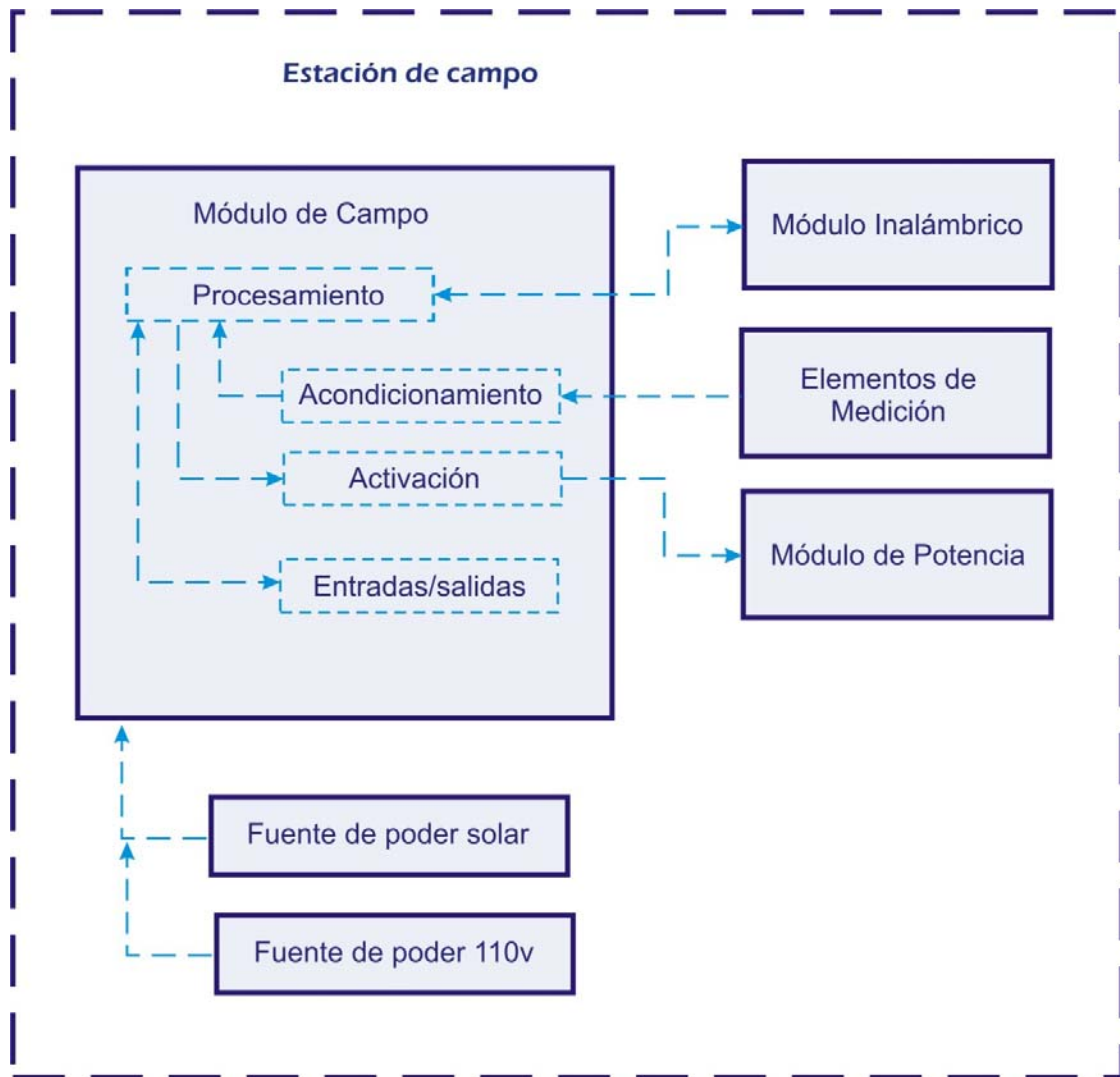 Estación de campo
Módulo de Campo
Procesamiento
Acondicionamiento
Activación
Entradas/salidas
Módulo Inalámbrico
Elementos de
Medición
Módulo de Potencia
Fuente de poder solar
Fuente de poder 110v